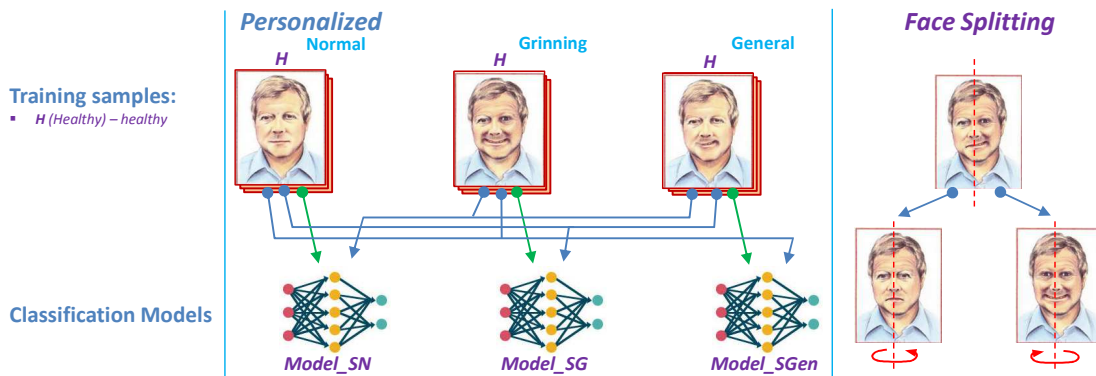 Personalized
Face Splitting
Normal
Grinning
General
H
H
H
Training samples:
▪ H (Healthy) – healthy
Classification Models
Model_SN
Model_SG
Model_SGen